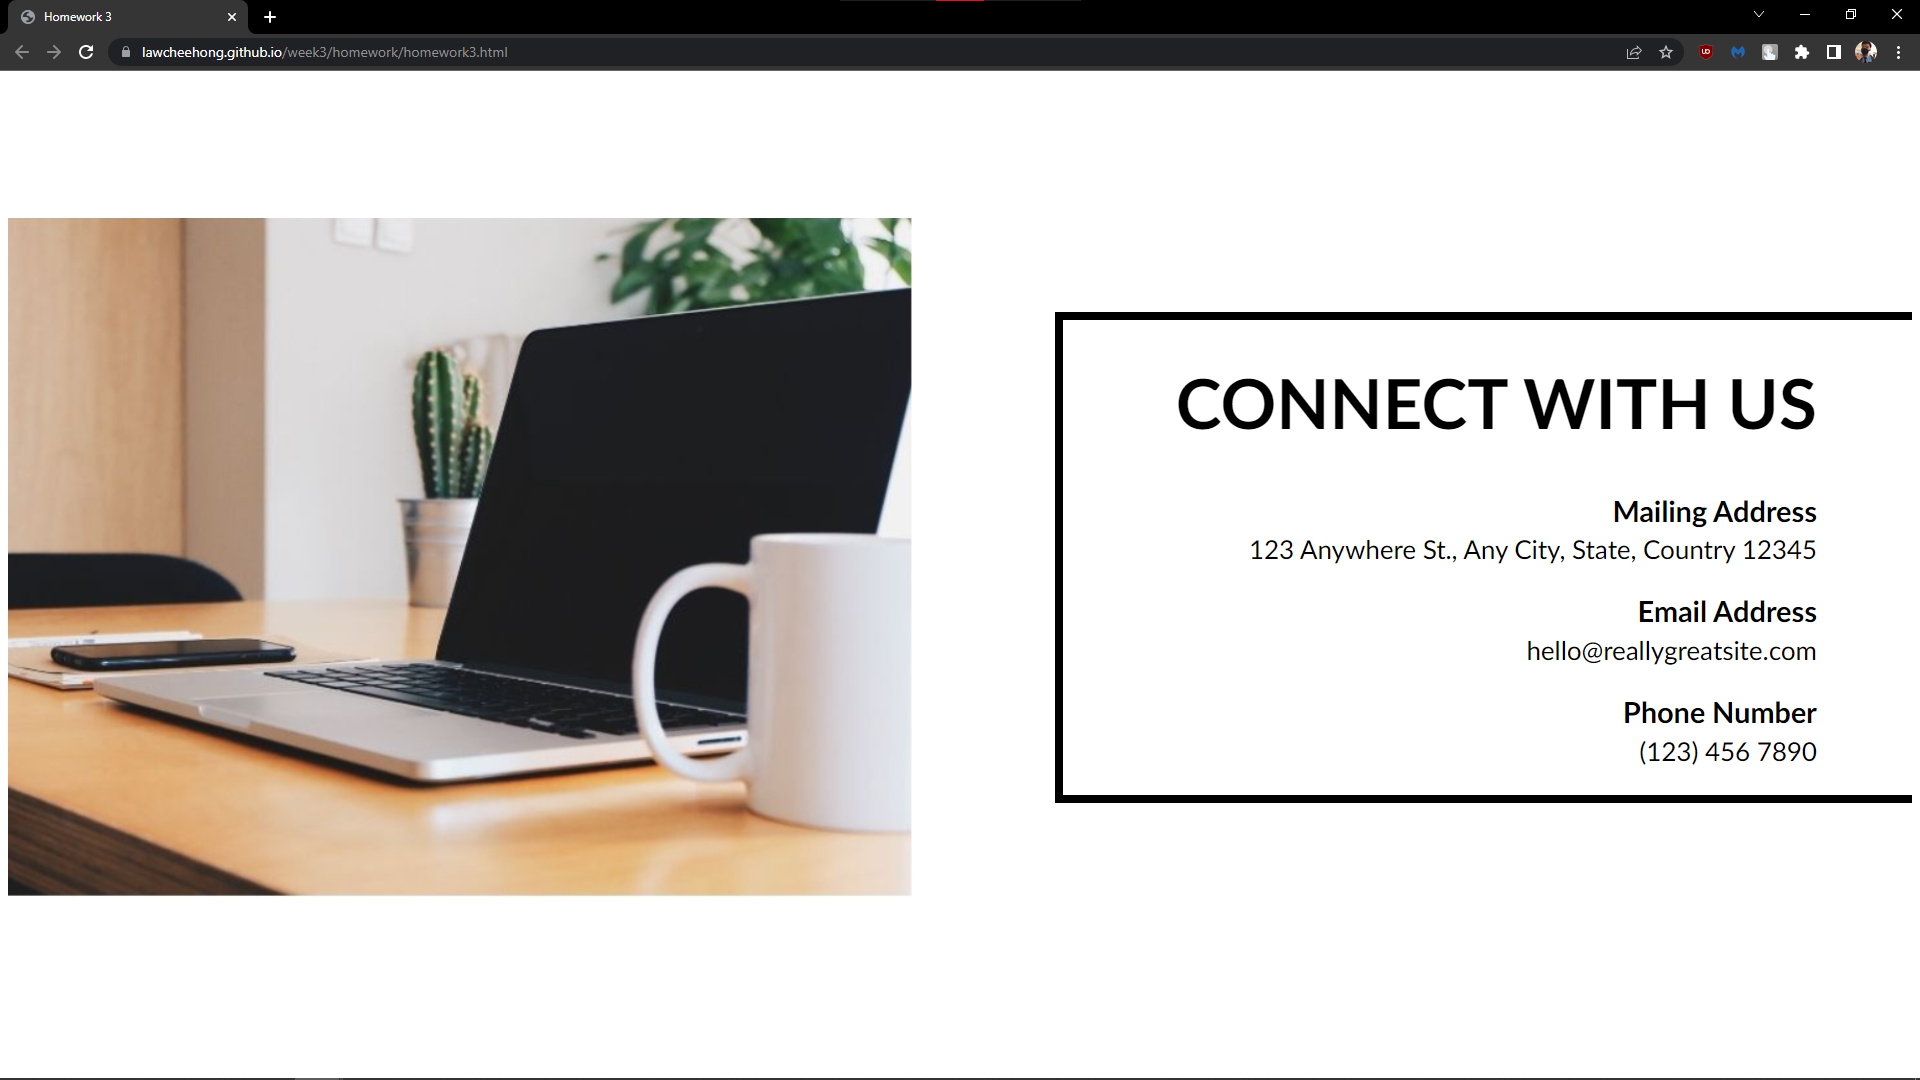 Homework 3
lawcheehong.github.io/week3/homework/homework3.html
CONNECT WITH US
Mailing Address
123 Anywhere St., Any City, State, Country 12345
Email Address
hello@reallygreatsite.com
Phone Number
(123) 456 7890